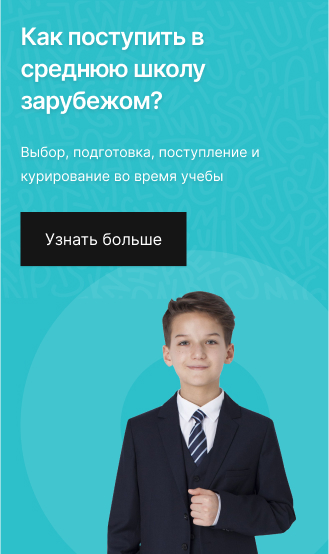 Как поступить в
среднюю школу
зарубежом?
Выбор, подготовка, поступление и
курирование во время учебы
Узнать больше